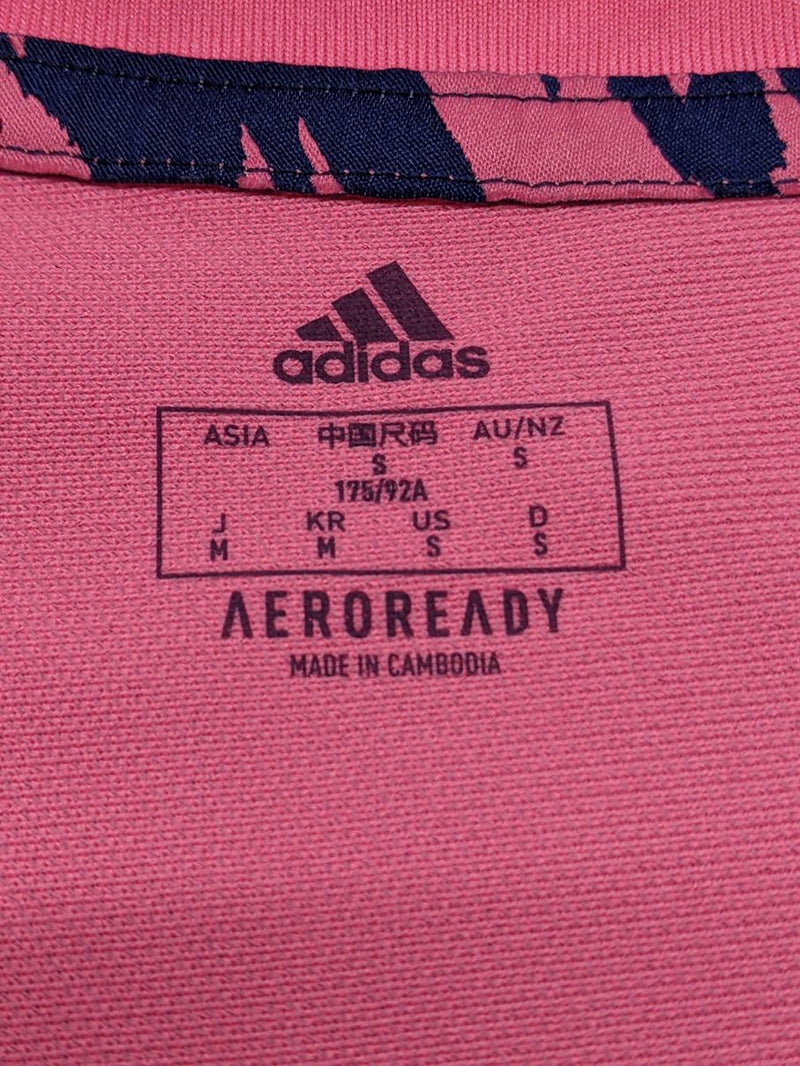 adidas
ASIA 中国尺码 AU/NZ
S S
175/92A
J KR US D
M M S S
AEROREADY
MADE IN CAMBODIA